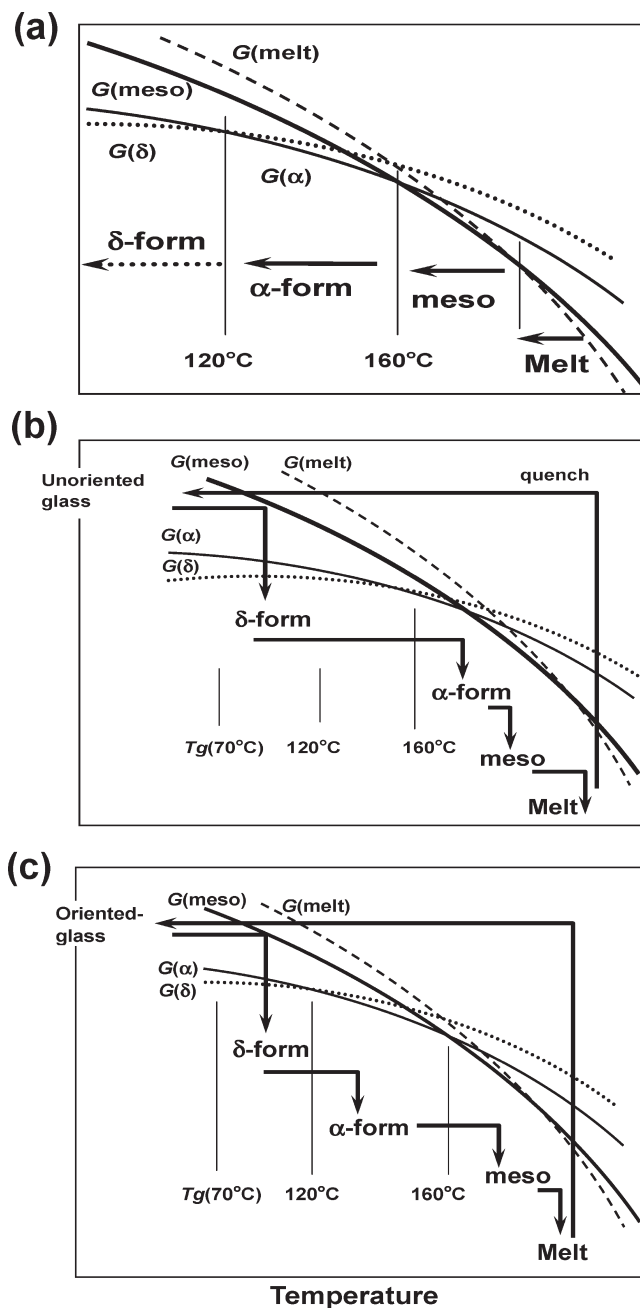 (a)
G(melt)
G(meso)
G(δ)
G(α)
δ-form
α-form
meso
Melt
120°C
160°C
(b)
G(meso)
G(melt)
Unoriented
glass
quench
G(α)
G(δ)
δ-form
α-form
Tg(70°C)
120°C
160°C
meso
Melt
(c)
G(meso)
G(melt)
Oriented-
glass
G(α)
G(δ)
δ-form
α-form
meso
Tg(70°C)
120°C
160°C
Melt
Temperature